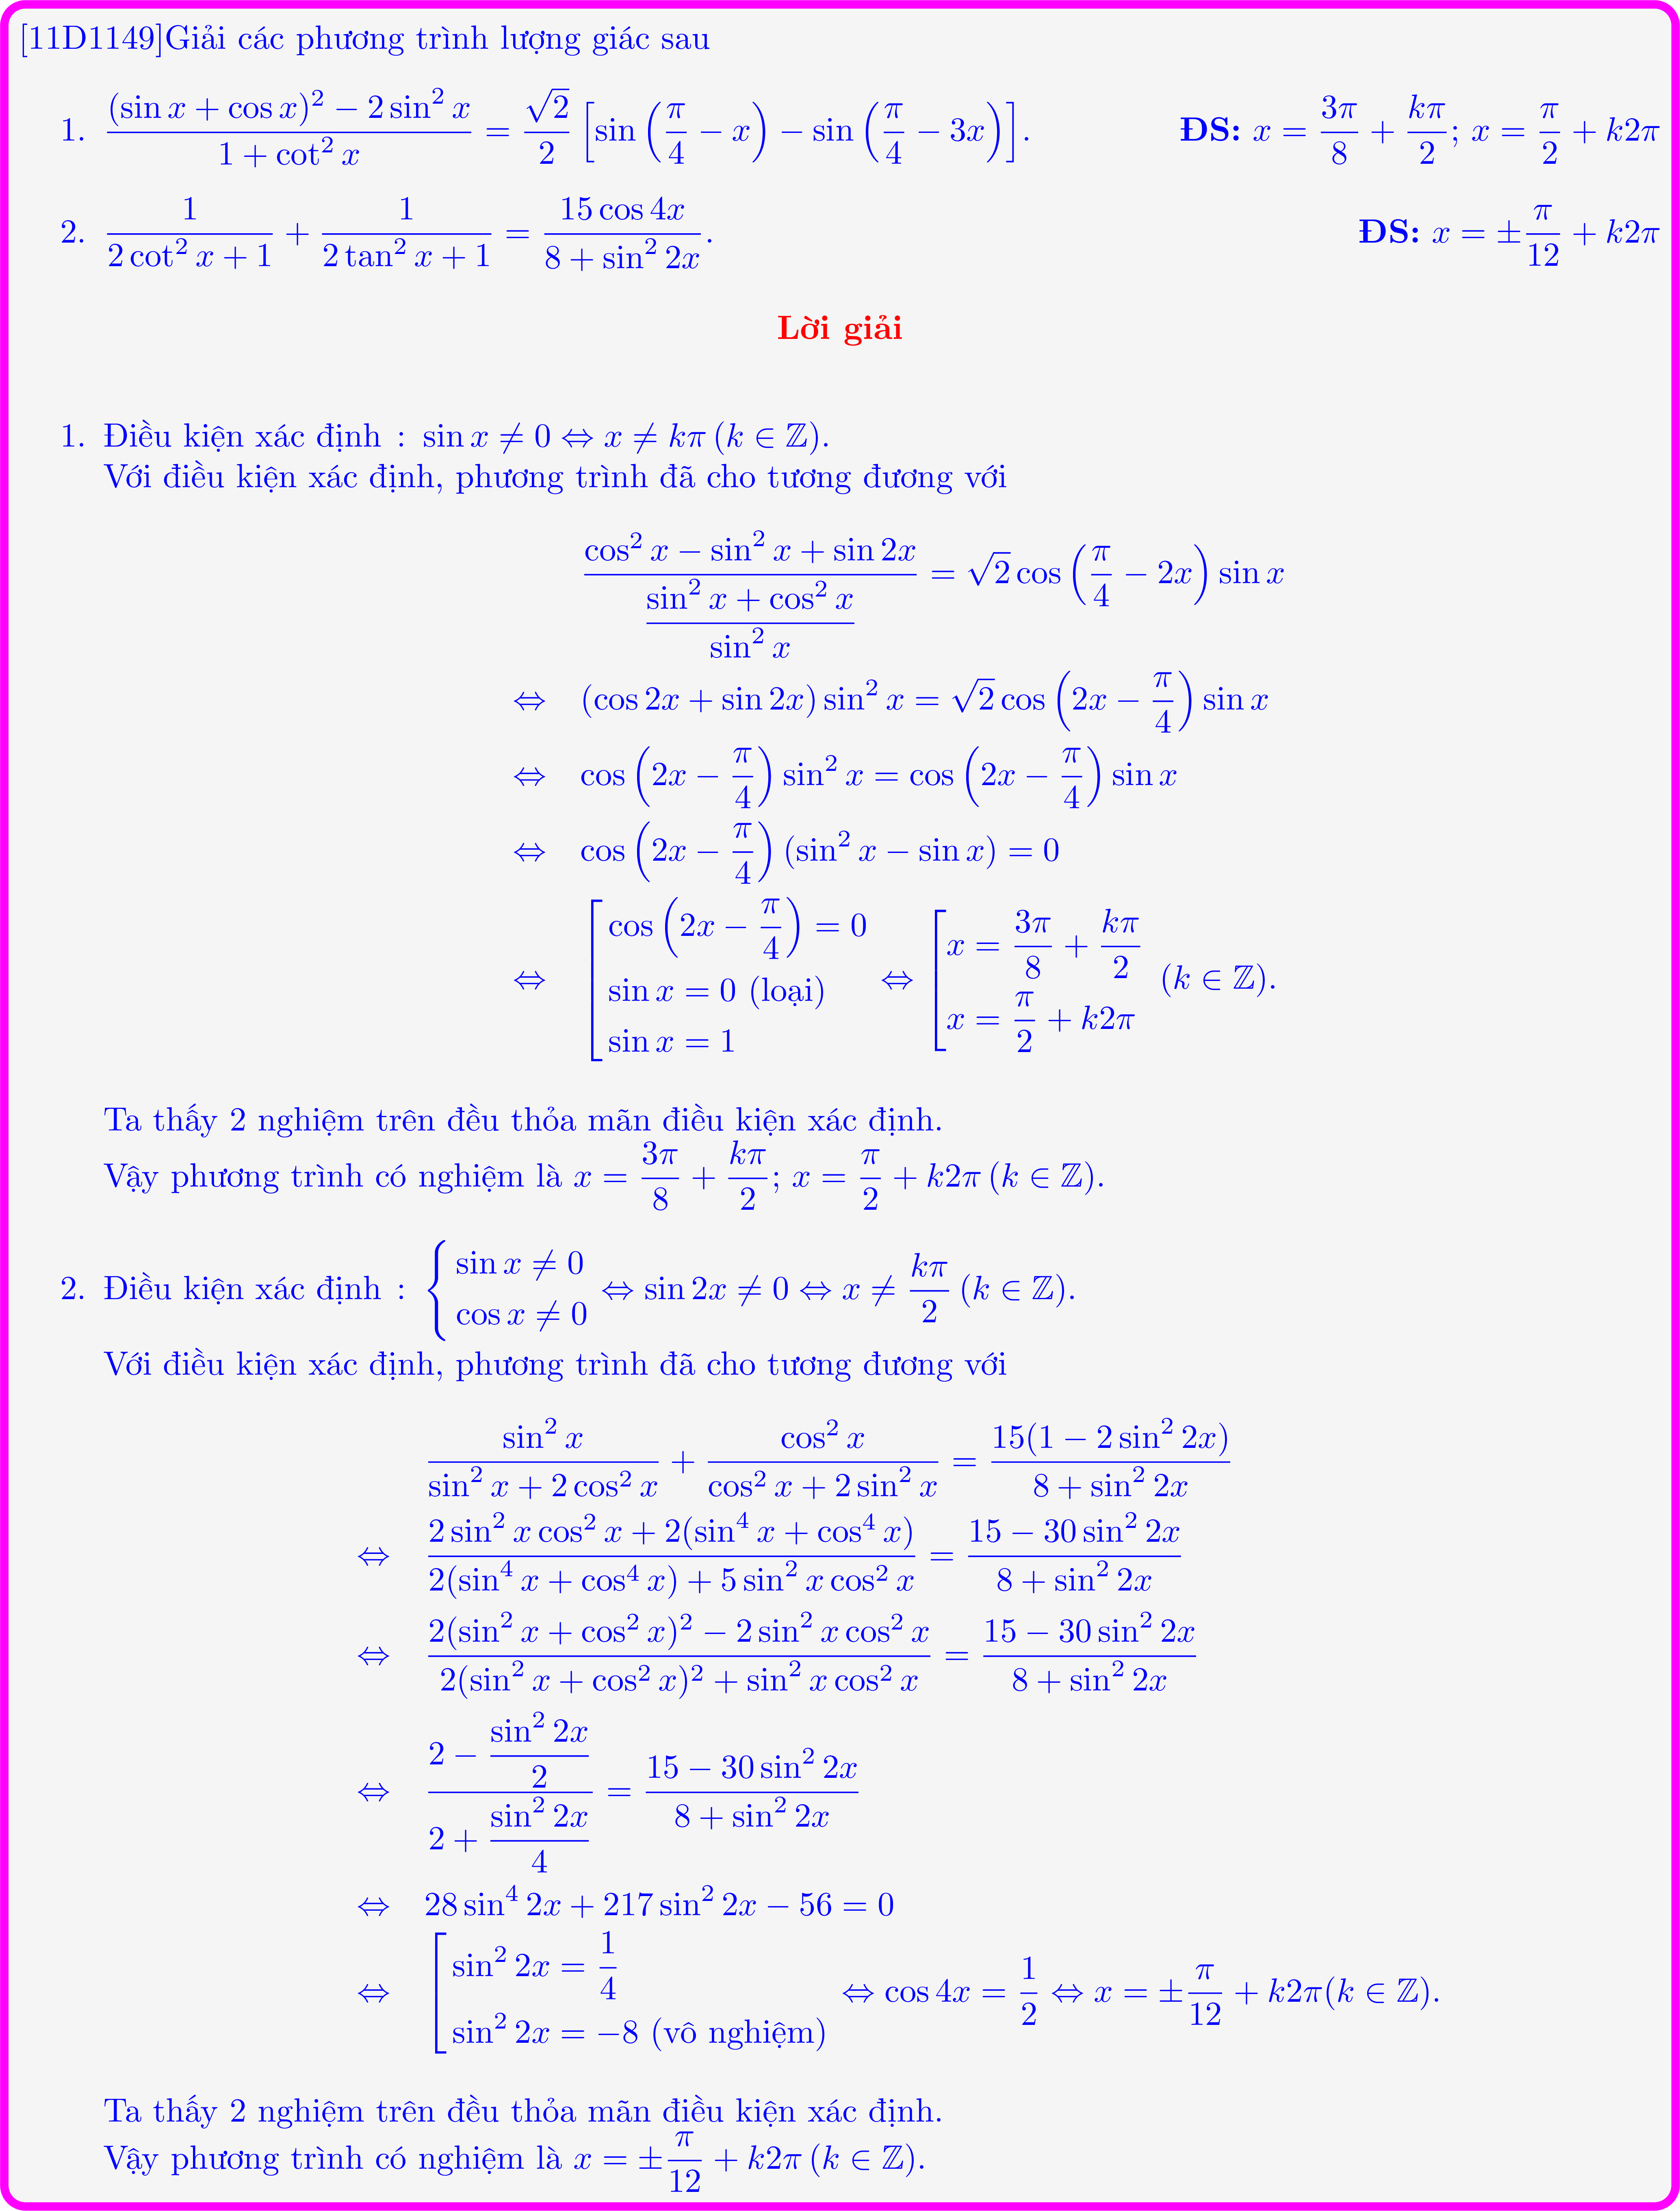 [11D1149]Giải các phương trình lượng giác sau
1. \frac{(\sin x + \cos x)^2 - 2\sin^2 x}{1 + \cot^2 x} = \frac{\sqrt{2}}{2} \left[\sin\left(\frac{\pi}{4} - x\right) - \sin\left(\frac{\pi}{4} - 3x\right)\right]. ĐS: x = \frac{3\pi}{8} + \frac{k\pi}{2}; x = \frac{\pi}{2} + k2\pi
2. \frac{1}{2\cot^2 x + 1} + \frac{1}{2\tan^2 x + 1} = \frac{15\cos 4x}{8 + \sin^2 2x}. ĐS: x = \pm\frac{\pi}{12} + k2\pi
Lời giải
1. Điều kiện xác định : \sin x \neq 0 \Leftrightarrow x \neq k\pi (k \in \mathbb{Z}).
Với điều kiện xác định, phương trình đã cho tương đương với
\frac{\cos^2 x - \sin^2 x + \sin 2x}{\frac{\sin^2 x + \cos^2 x}{\sin^2 x}} = \sqrt{2}\cos\left(\frac{\pi}{4} - 2x\right)\sin x
\Leftrightarrow (\cos 2x + \sin 2x)\sin^2 x = \sqrt{2}\cos\left(2x - \frac{\pi}{4}\right)\sin x
\Leftrightarrow \cos\left(2x - \frac{\pi}{4}\right)\sin^2 x = \cos\left(2x - \frac{\pi}{4}\right)\sin x
\Leftrightarrow \cos\left(2x - \frac{\pi}{4}\right)(\sin^2 x - \sin x) = 0
\Leftrightarrow \left[\begin{array}{l}\cos\left(2x - \frac{\pi}{4}\right) = 0 \\ \sin x = 0 \text{ (loại)} \\ \sin x = 1\end{array}\right. \Leftrightarrow \left[\begin{array}{l}x = \frac{3\pi}{8} + \frac{k\pi}{2} \\ x = \frac{\pi}{2} + k2\pi\end{array}\right. (k \in \mathbb{Z}).
Ta thấy 2 nghiệm trên đều thỏa mãn điều kiện xác định.
Vậy phương trình có nghiệm là x = \frac{3\pi}{8} + \frac{k\pi}{2}; x = \frac{\pi}{2} + k2\pi (k \in \mathbb{Z}).
2. Điều kiện xác định : \left\{\begin{array}{l}\sin x \neq 0 \\ \cos x \neq 0\end{array}\right. \Leftrightarrow \sin 2x \neq 0 \Leftrightarrow x \neq \frac{k\pi}{2} (k \in \mathbb{Z}).
Với điều kiện xác định, phương trình đã cho tương đương với
\frac{\sin^2 x}{\sin^2 x + 2\cos^2 x} + \frac{\cos^2 x}{\cos^2 x + 2\sin^2 x} = \frac{15(1 - 2\sin^2 2x)}{8 + \sin^2 2x}
\Leftrightarrow \frac{2\sin^2 x\cos^2 x + 2(\sin^4 x + \cos^4 x)}{2(\sin^4 x + \cos^4 x) + 5\sin^2 x\cos^2 x} = \frac{15 - 30\sin^2 2x}{8 + \sin^2 2x}
\Leftrightarrow \frac{2(\sin^2 x + \cos^2 x)^2 - 2\sin^2 x\cos^2 x}{2(\sin^2 x + \cos^2 x)^2 + \sin^2 x\cos^2 x} = \frac{15 - 30\sin^2 2x}{8 + \sin^2 2x}
\Leftrightarrow \frac{2 - \frac{\sin^2 2x}{2}}{2 + \frac{\sin^2 2x}{4}} = \frac{15 - 30\sin^2 2x}{8 + \sin^2 2x}
\Leftrightarrow 28\sin^4 2x + 217\sin^2 2x - 56 = 0
\Leftrightarrow \left[\begin{array}{l}\sin^2 2x = \frac{1}{4} \\ \sin^2 2x = -8 \text{ (vô nghiệm)}\end{array}\right. \Leftrightarrow \cos 4x = \frac{1}{2} \Leftrightarrow x = \pm\frac{\pi}{12} + k2\pi(k \in \mathbb{Z}).
Ta thấy 2 nghiệm trên đều thỏa mãn điều kiện xác định.
Vậy phương trình có nghiệm là x = \pm\frac{\pi}{12} + k2\pi (k \in \mathbb{Z}).